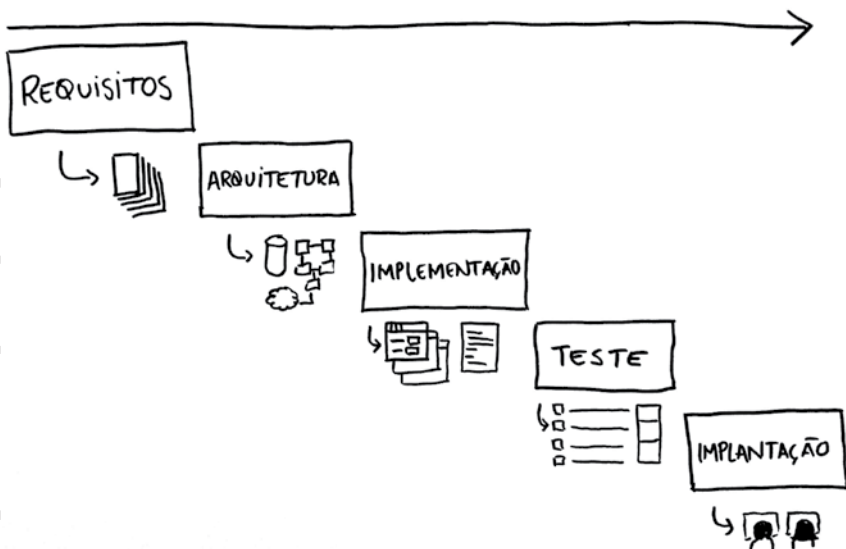 REQUISITOS
ARQUITETURA
IMPLEMENTAÇÃO
TESTE
IMPLANTAÇÃO